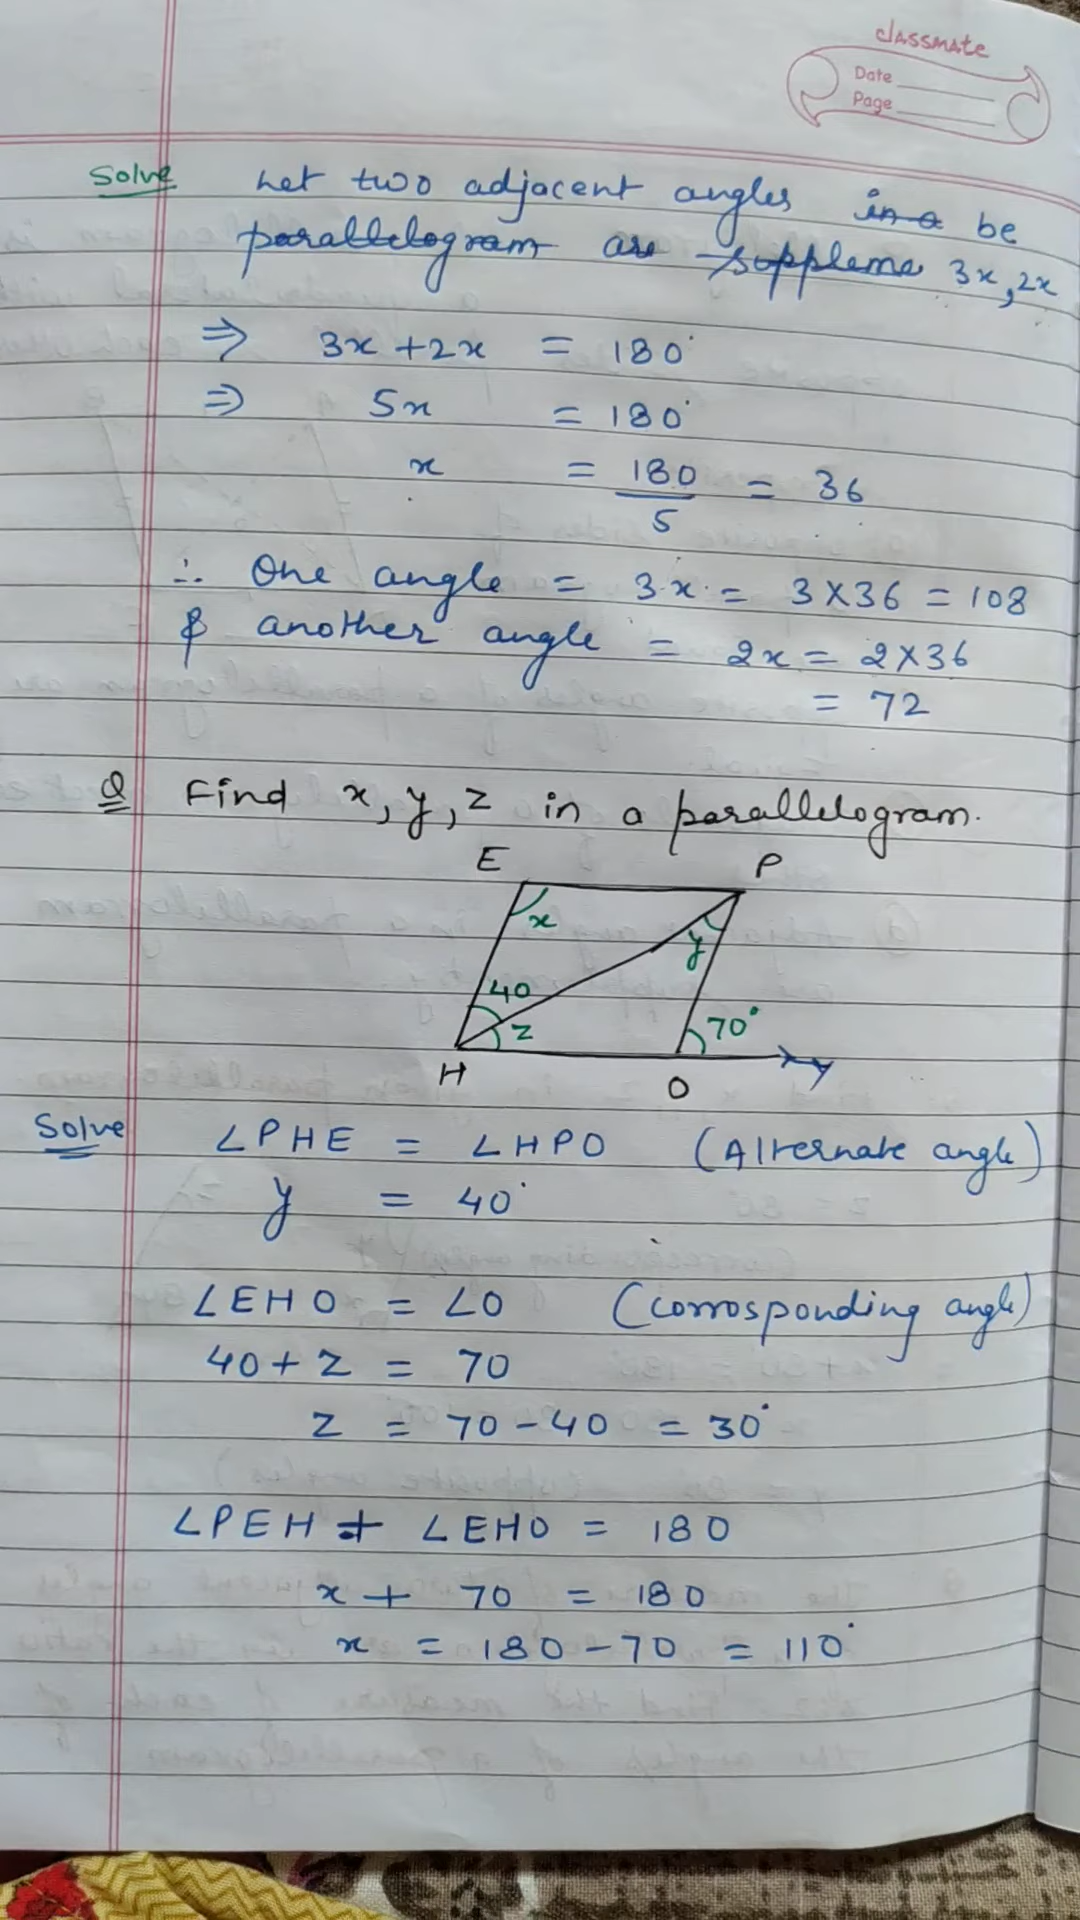 classmate
Date
Page
Solve Let two adjacent angles in a be
parallelogram are suppleme 3x, 2x
⇒ 3x + 2x = 180°
⇒ 5x = 180°
x = 180/5 = 36
∴ One angle = 3x = 3×36 = 108
& another angle = 2x = 2×36
= 72
Q Find x, y, z in a parallelogram.
E P
x
y
40
z 70°
H O y
Solve ∠PHE = ∠HPO (Alternate angle)
y = 40°
∠EHO = ∠O (corrosponding angle)
40 + z = 70
z = 70 - 40 = 30°
∠PEH + ∠EHO = 180
x + 70 = 180
x = 180 - 70 = 110°